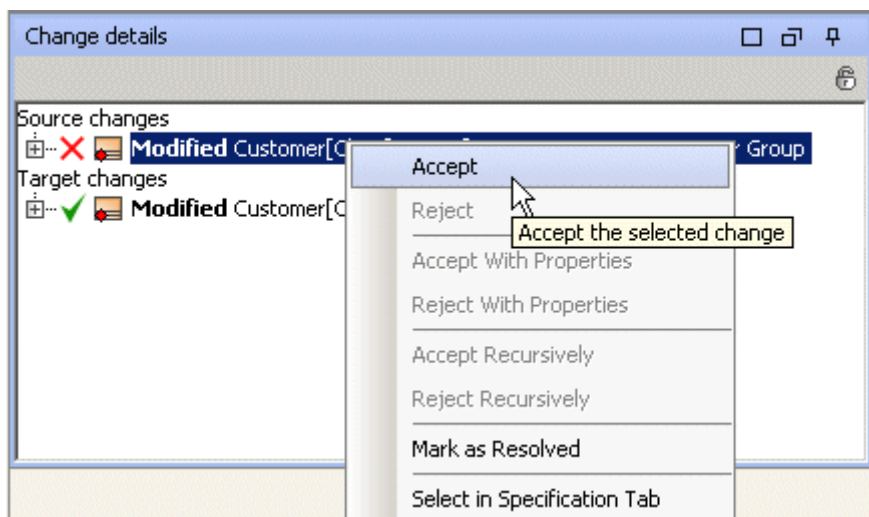 Change details
Source changes
Modified Customer[C Group
Target changes
Modified Customer[C
Accept
Reject
Accept the selected change
Accept With Properties
Reject With Properties
Accept Recursively
Reject Recursively
Mark as Resolved
Select in Specification Tab